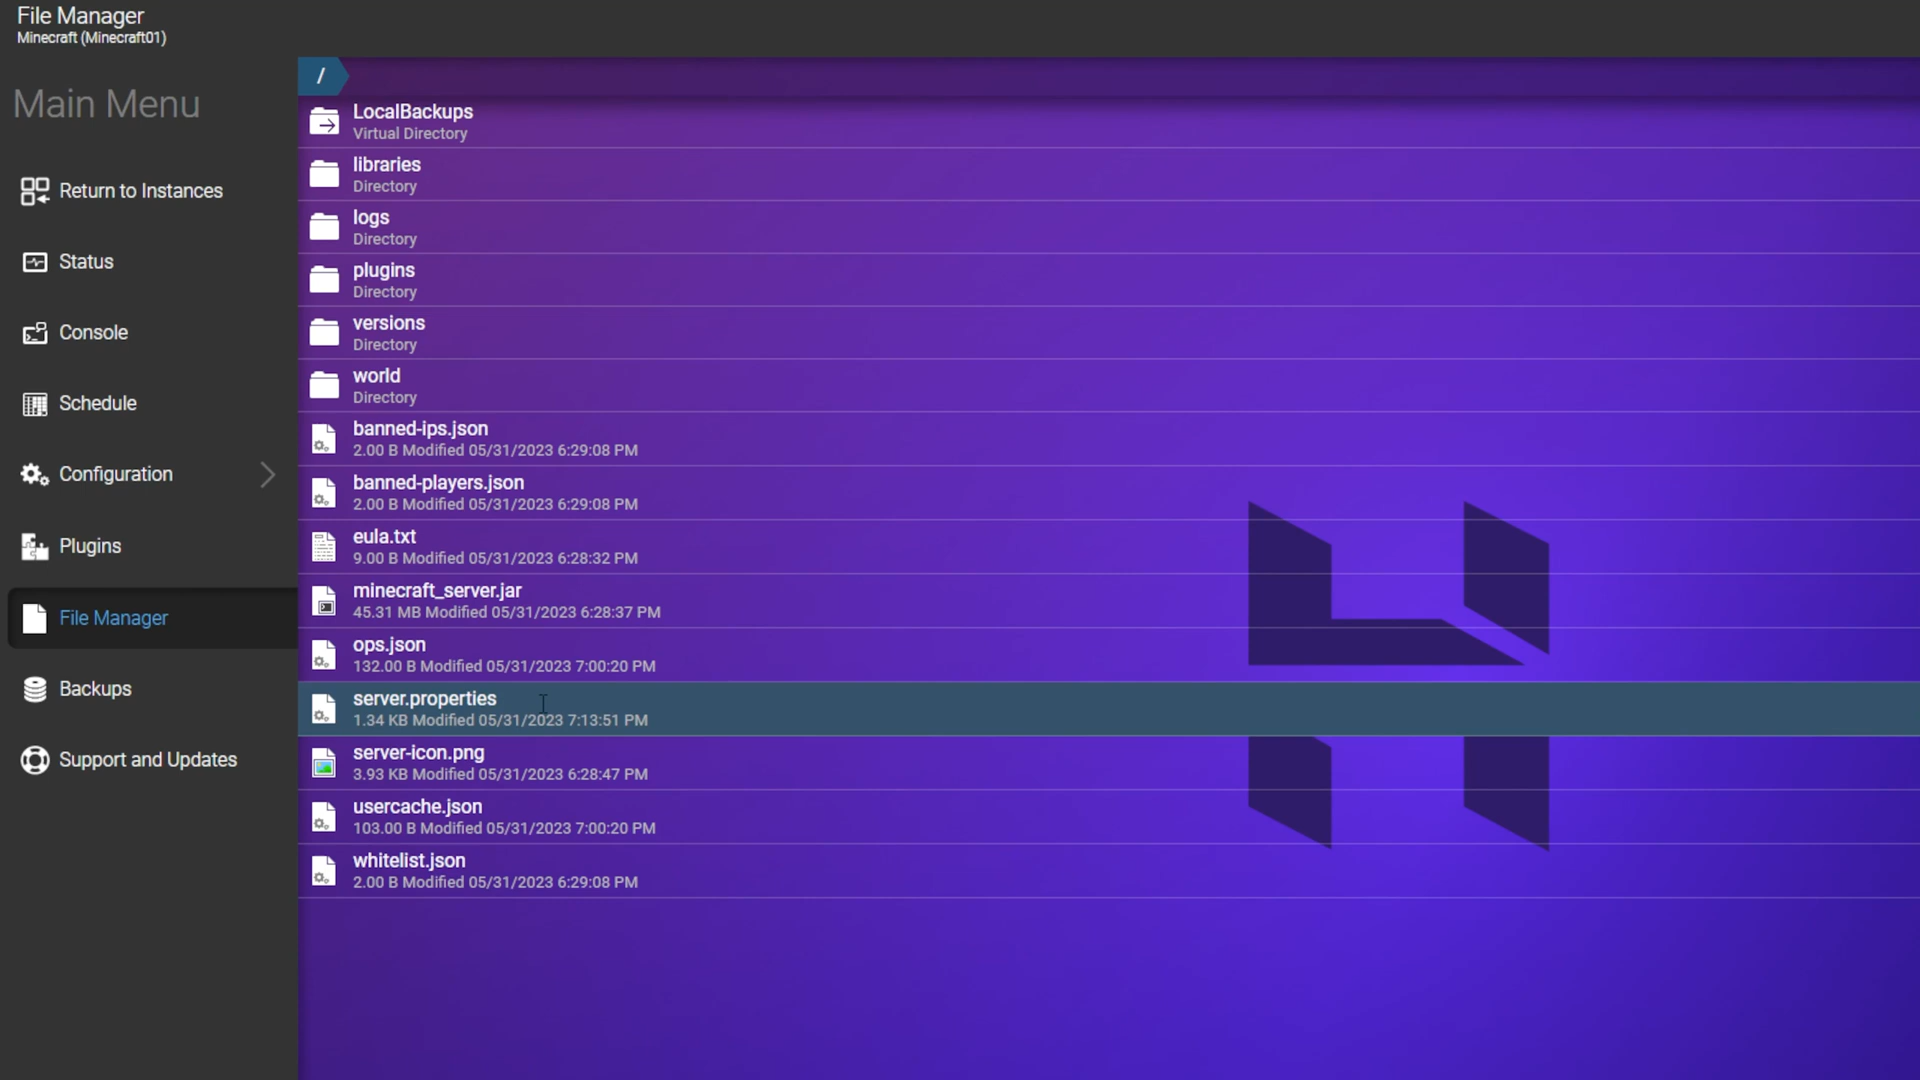 File Manager
Minecraft (Minecraft01)
Main Menu
Return to Instances
Status
Console
Schedule
Configuration
Plugins
File Manager
Backups
Support and Updates
/
LocalBackups
Virtual Directory
libraries
Directory
logs
Directory
plugins
Directory
versions
Directory
world
Directory
banned-ips.json
2.00 B Modified 05/31/2023 6:29:08 PM
banned-players.json
2.00 B Modified 05/31/2023 6:29:08 PM
eula.txt
9.00 B Modified 05/31/2023 6:28:32 PM
minecraft_server.jar
45.31 MB Modified 05/31/2023 6:28:37 PM
ops.json
132.00 B Modified 05/31/2023 7:00:20 PM
server.properties
1.34 KB Modified 05/31/2023 7:13:51 PM
server-icon.png
3.93 KB Modified 05/31/2023 6:28:47 PM
usercache.json
103.00 B Modified 05/31/2023 7:00:20 PM
whitelist.json
2.00 B Modified 05/31/2023 6:29:08 PM